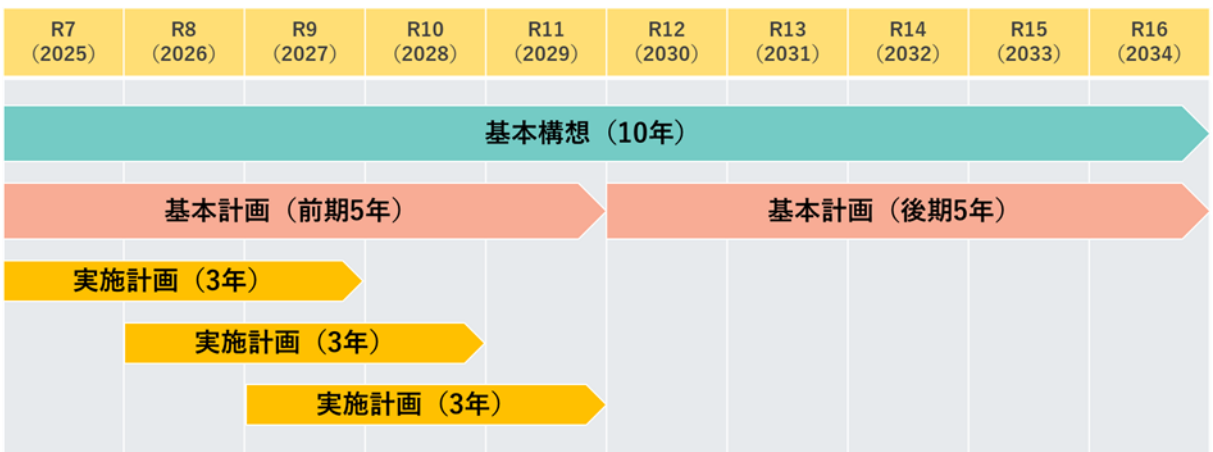 R7 R8 R9 R10 R11 R12 R13 R14 R15 R16
（2025） （2026） （2027） （2028） （2029） （2030） （2031） （2032） （2033） （2034）
基本構想（10年）
基本計画（前期5年） 基本計画（後期5年）
実施計画（3年）
実施計画（3年）
実施計画（3年）